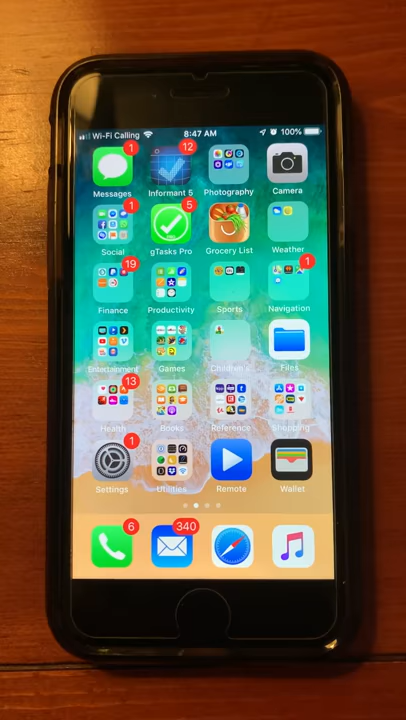 Wi-Fi Calling 8:47 AM 100%
1 12
Messages Informant 5 Photography Camera
1 5
Social gTasks Pro Grocery List Weather
19 1
Finance Productivity Sports Navigation
Entertainment Games Children's Files
13
Health Books Reference Shopping
1
Settings Utilities Remote Wallet
6 340